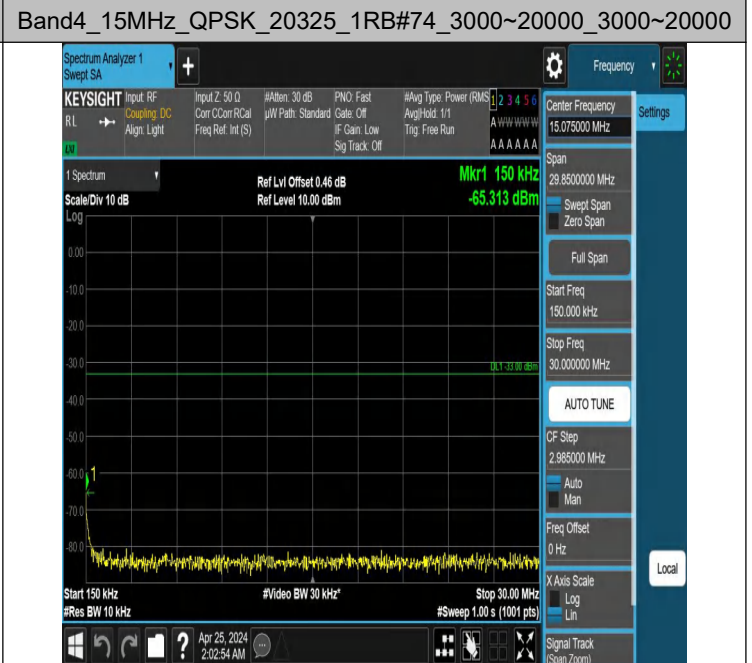 Band4_15MHz_QPSK_20325_1RB#74_3000~20000_3000~20000
Spectrum Analyzer 1
Swept SA
+
Frequency
KEYSIGHT
RL
Input: RF
Coupling: DC
Align: Light
Input Z: 50 Ω
Corr CCorr RCal
Freq Ref: Int (S)
#Atten: 30 dB
µW Path: Standard
PNO: Fast
Gate: Off
IF Gain: Low
Sig Track: Off
#Avg Type: Power (RMS
Avg|Hold: 1/1
Trig: Free Run
1 2 3 4 5 6
A W W W W W
A A A A A A
1 Spectrum
Scale/Div 10 dB
Log
Ref Lvl Offset 0.46 dB
Ref Level 10.00 dBm
Mkr1 150 kHz
-65.313 dBm
0.00
-10.0
-20.0
-30.0
DL1 -33.00 dBm
-40.0
-50.0
-60.0
1
-70.0
-80.0
Start 150 kHz
#Res BW 10 kHz
#Video BW 30 kHz*
Stop 30.00 MHz
#Sweep 1.00 s (1001 pts)
Center Frequency
15.075000 MHz
Settings
Span
29.8500000 MHz
Swept Span
Zero Span
Full Span
Start Freq
150.000 kHz
Stop Freq
30.000000 MHz
AUTO TUNE
CF Step
2.985000 MHz
Auto
Man
Freq Offset
0 Hz
Local
X Axis Scale
Log
Lin
Signal Track
(Span Zoom)
?
Apr 25, 2024
2:02:54 AM